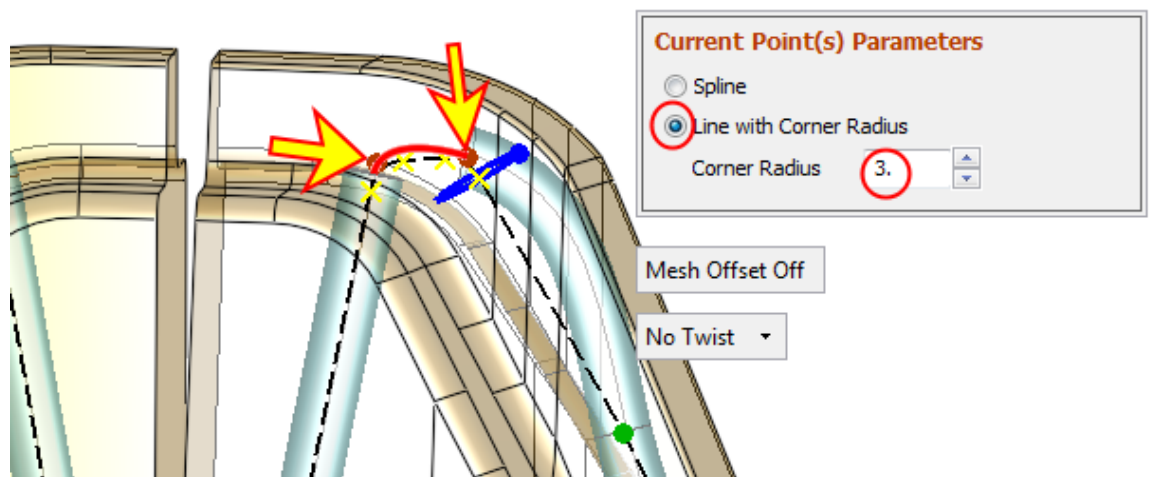 Current Point(s) Parameters
Spline
Line with Corner Radius
Corner Radius 3.
Mesh Offset Off
No Twist